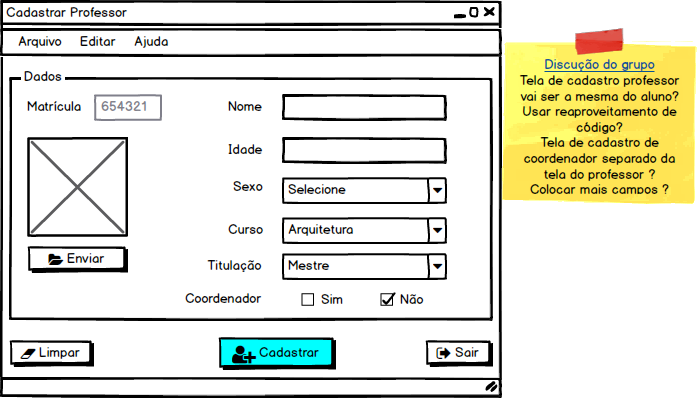 Cadastrar Professor
Arquivo Editar Ajuda
Dados
Matrícula 654321 Nome
Idade
Sexo Selecione
Curso Arquitetura
Enviar
Titulação Mestre
Coordenador Sim Não
Limpar Cadastrar Sair
Discução do grupo
Tela de cadastro professor
vai ser a mesma do aluno?
Usar reaproveitamento de
código?
Tela de cadastro de
coordenador separado da
tela do professor ?
Colocar mais campos ?